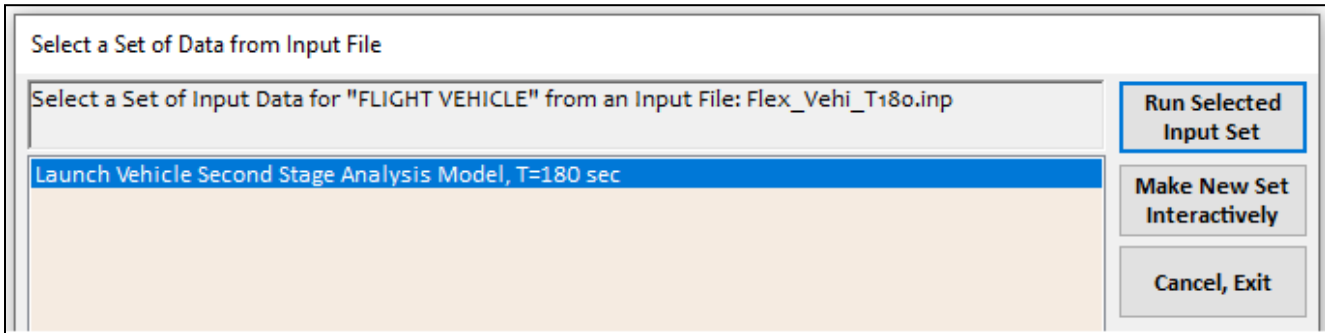 Select a Set of Data from Input File
Select a Set of Input Data for "FLIGHT VEHICLE" from an Input File: Flex_Vehi_T180.inp
Run Selected
Input Set
Launch Vehicle Second Stage Analysis Model, T=180 sec
Make New Set
Interactively
Cancel, Exit